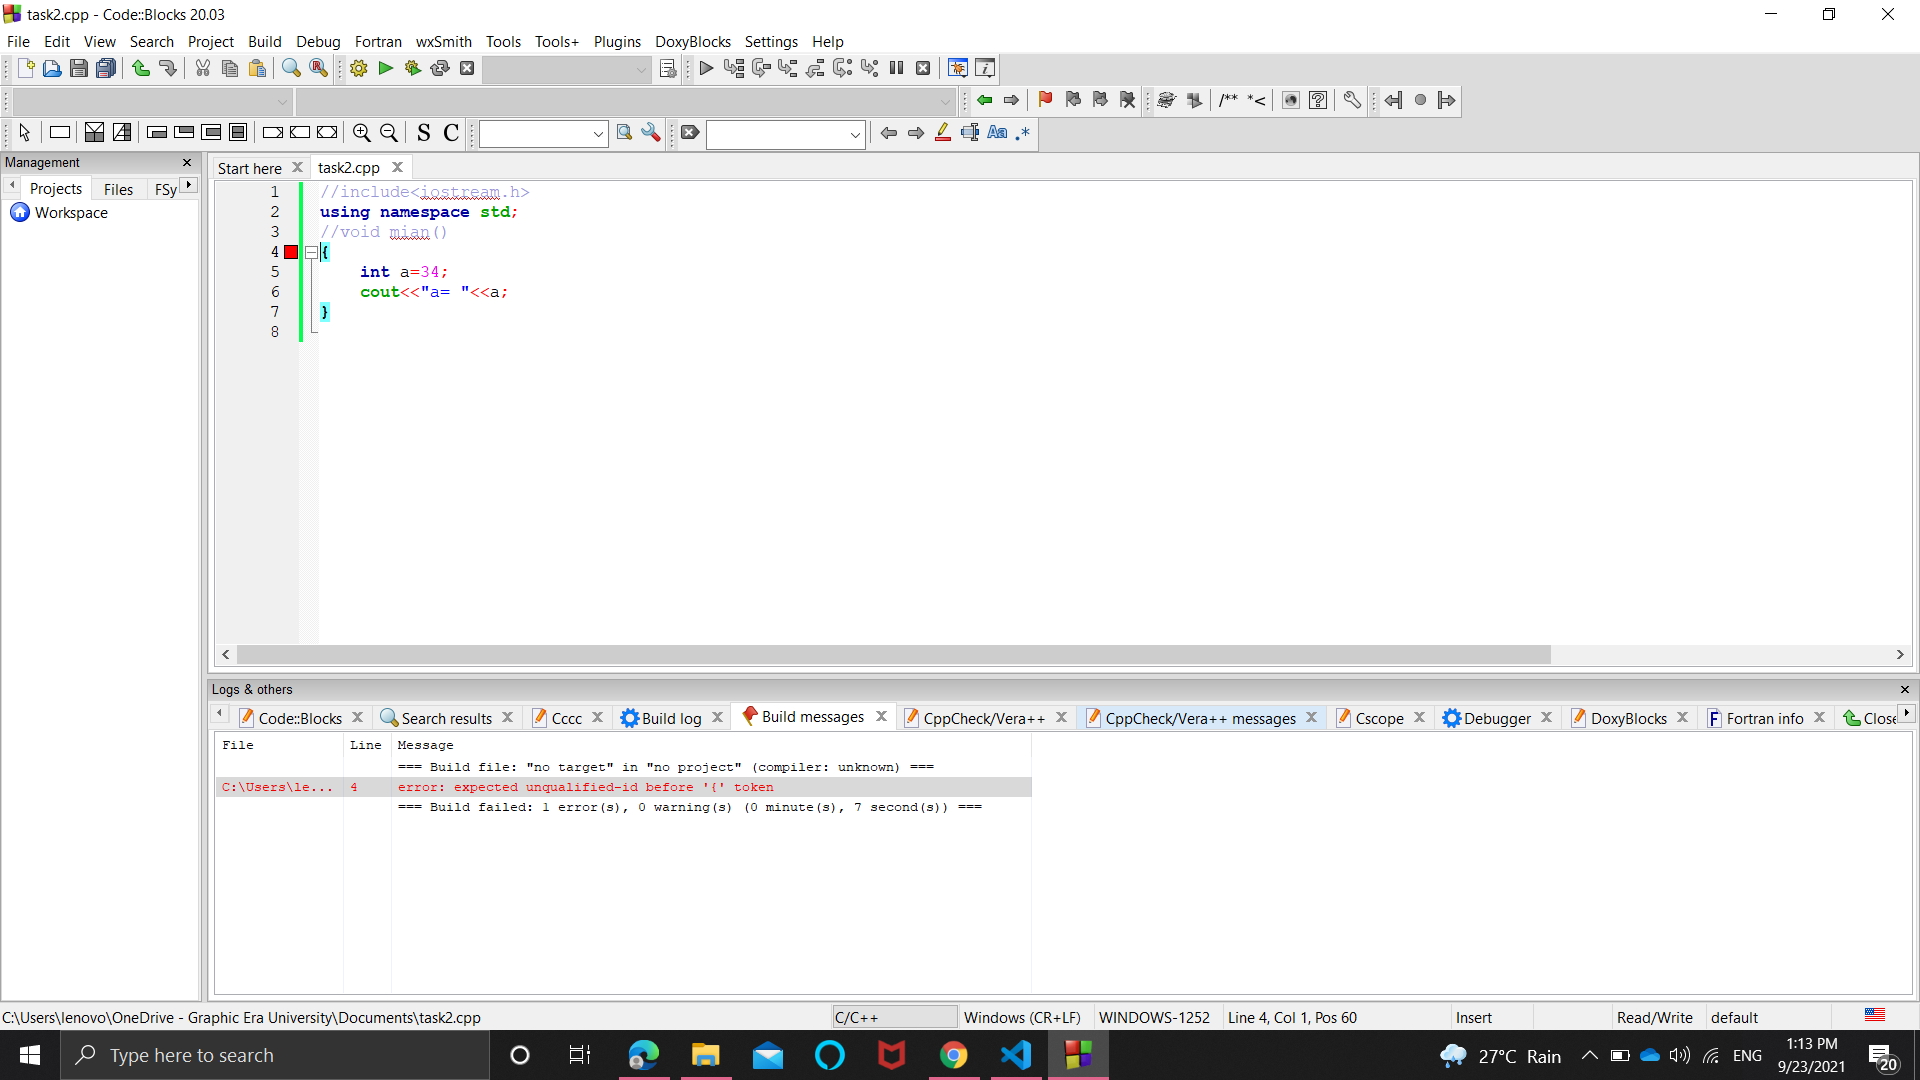 task2.cpp - Code::Blocks 20.03
File Edit View Search Project Build Debug Fortran wxSmith Tools Tools+ Plugins DoxyBlocks Settings Help
/** *<
S C
Aa .*
Management
Projects Files FSy
Workspace
Start here task2.cpp
1 //include<iostream.h>
2 using namespace std;
3 //void mian()
4 {
5 int a=34;
6 cout<<"a= "<<a;
7 }
8
Logs & others
Code::Blocks Search results Cccc Build log Build messages CppCheck/Vera++ CppCheck/Vera++ messages Cscope Debugger DoxyBlocks Fortran info Close
File Line Message
=== Build file: "no target" in "no project" (compiler: unknown) ===
C:\Users\le... 4 error: expected unqualified-id before '{' token
=== Build failed: 1 error(s), 0 warning(s) (0 minute(s), 7 second(s)) ===
C:\Users\lenovo\OneDrive - Graphic Era University\Documents\task2.cpp C/C++ Windows (CR+LF) WINDOWS-1252 Line 4, Col 1, Pos 60 Insert Read/Write default
Type here to search
27°C Rain
ENG
1:13 PM
9/23/2021
20